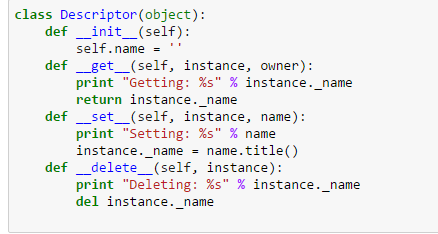 class Descriptor(object):
    def __init__(self):
        self.name = ''
    def __get__(self, instance, owner):
        print "Getting: %s" % instance._name
        return instance._name
    def __set__(self, instance, name):
        print "Setting: %s" % name
        instance._name = name.title()
    def __delete__(self, instance):
        print "Deleting: %s" % instance._name
        del instance._name